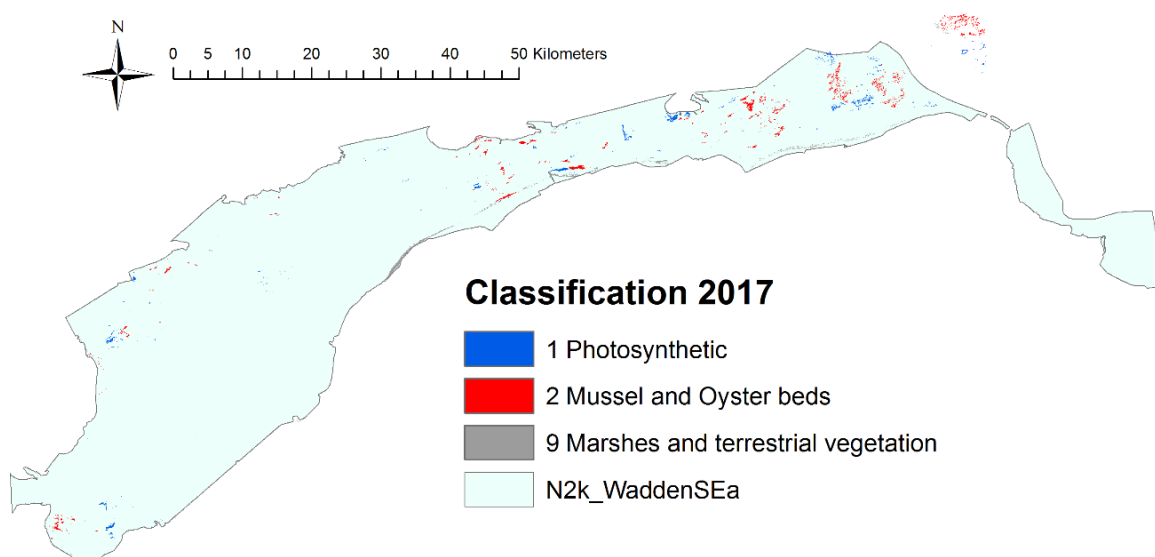 N
0 5 10 20 30 40 50 Kilometers
Classification 2017
1 Photosynthetic
2 Mussel and Oyster beds
9 Marshes and terrestrial vegetation
N2k_WaddenSEa